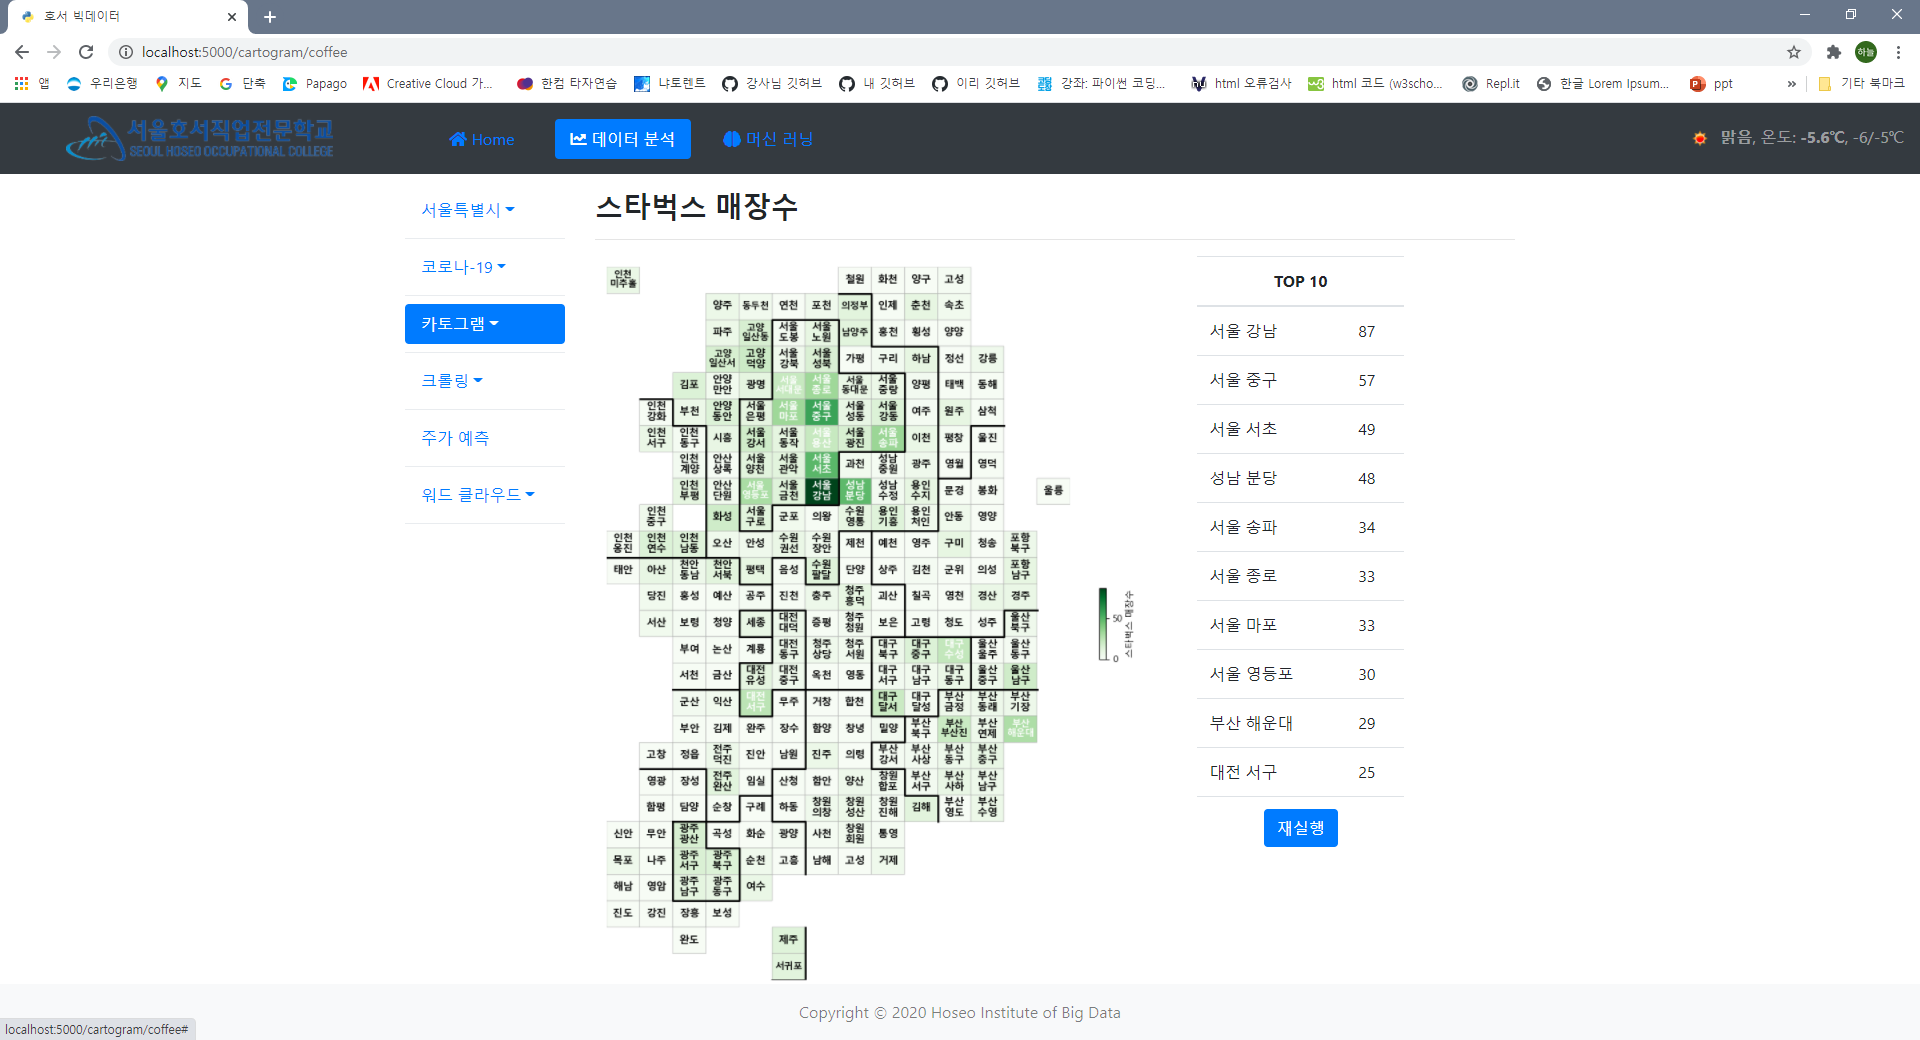 호서 빅데이터
localhost:5000/cartogram/coffee
하늘
앱 우리은행 지도 단축 Papago Creative Cloud 가... 한컴 타자연습 나토렌트 강사님 깃허브 내 깃허브 이리 깃허브 강좌: 파이썬 코딩... html 오류검사 html 코드 (w3scho... Repl.it 한글 Lorem Ipsum... ppt » 기타 북마크
서울호서직업전문학교
SEOUL HOSEO OCCUPATIONAL COLLEGE
Home 데이터 분석 머신 러닝
맑음, 온도: -5.6℃, -6/-5℃
서울특별시
코로나-19
카토그램
크롤링
주가 예측
워드 클라우드
스타벅스 매장수
인천 미추홀 철원 화천 양구 고성
양주 동두천 연천 포천 의정부 인제 춘천 속초
파주 고양 일산동 서울 도봉 서울 노원 남양주 홍천 횡성 양양
고양 일산서 고양 덕양 서울 강북 서울 성북 가평 구리 하남 정선 강릉
김포 안양 만안 광명 서울 서대문 서울 종로 서울 동대문 서울 중랑 양평 태백 동해
인천 강화 부천 안양 동안 서울 은평 서울 마포 서울 중구 서울 성동 서울 강동 여주 원주 삼척
인천 서구 인천 동구 시흥 서울 강서 서울 동작 서울 용산 서울 광진 서울 송파 이천 평창 울진
인천 계양 안산 상록 서울 양천 서울 관악 서울 서초 과천 성남 중원 광주 영월 영덕
인천 부평 안산 단원 서울 영등포 서울 금천 서울 강남 성남 분당 성남 수정 용인 수지 문경 봉화 울릉
인천 중구 화성 서울 구로 군포 의왕 수원 영통 용인 기흥 용인 처인 안동 영양
인천 옹진 인천 연수 인천 남동 오산 안성 수원 권선 수원 장안 제천 예천 영주 구미 청송 포항 북구
태안 아산 천안 동남 천안 서북 평택 음성 수원 팔달 단양 상주 김천 군위 의성 포항 남구
당진 홍성 예산 공주 진천 충주 청주 흥덕 괴산 칠곡 영천 경산 경주
서산 보령 청양 세종 대전 대덕 증평 청주 청원 보은 고령 청도 성주 울산 북구
부여 논산 계룡 대전 동구 청주 상당 청주 서원 대구 북구 대구 중구 대구 수성 울산 울주 울산 동구
서천 금산 대전 유성 대전 중구 옥천 영동 대구 서구 대구 남구 대구 동구 울산 중구 울산 남구
군산 익산 대전 서구 무주 거창 합천 대구 달서 대구 달성 부산 금정 부산 동래 부산 기장
부안 김제 완주 장수 함양 창녕 밀양 부산 북구 부산 부산진 부산 연제 부산 해운대
고창 정읍 전주 덕진 진안 남원 진주 의령 부산 강서 부산 사상 부산 동구 부산 중구
영광 장성 전주 완산 임실 산청 함안 양산 창원 합포 부산 서구 부산 사하 부산 남구
함평 담양 순창 구례 하동 창원 의창 창원 성산 창원 진해 김해 부산 영도 부산 수영
신안 무안 광주 광산 곡성 화순 광양 사천 창원 회원 통영
목포 나주 광주 서구 광주 북구 순천 고흥 남해 고성 거제
해남 영암 광주 남구 광주 동구 여수
진도 강진 장흥 보성
완도 제주
서귀포
50
0
스타벅스 매장수
TOP 10
서울 강남 87
서울 중구 57
서울 서초 49
성남 분당 48
서울 송파 34
서울 종로 33
서울 마포 33
서울 영등포 30
부산 해운대 29
대전 서구 25
재실행
Copyright © 2020 Hoseo Institute of Big Data
localhost:5000/cartogram/coffee#